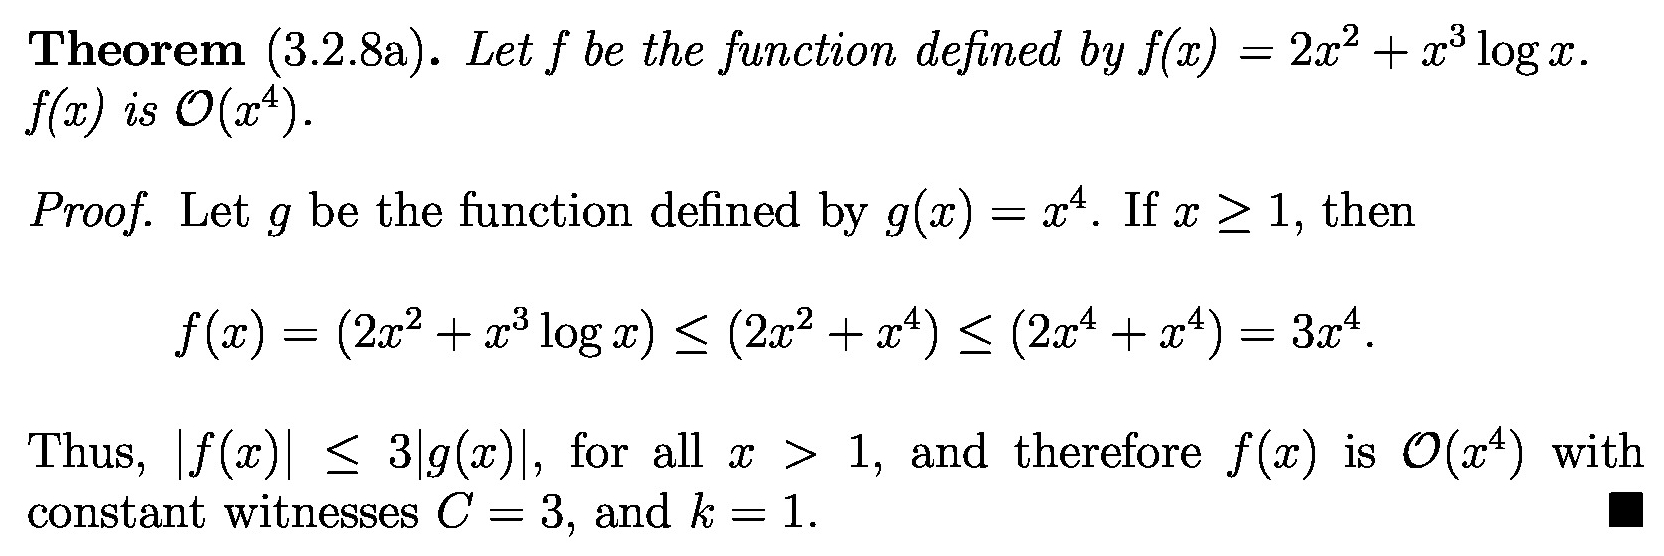 Theorem (3.2.8a). Let f be the function defined by f(x) = 2x² + x³ log x.
f(x) is 𝒪(x⁴).
Proof. Let g be the function defined by g(x) = x⁴. If x ≥ 1, then
f(x) = (2x² + x³ log x) ≤ (2x² + x⁴) ≤ (2x⁴ + x⁴) = 3x⁴.
Thus, |f(x)| ≤ 3|g(x)|, for all x > 1, and therefore f(x) is 𝒪(x⁴) with
constant witnesses C = 3, and k = 1. ■